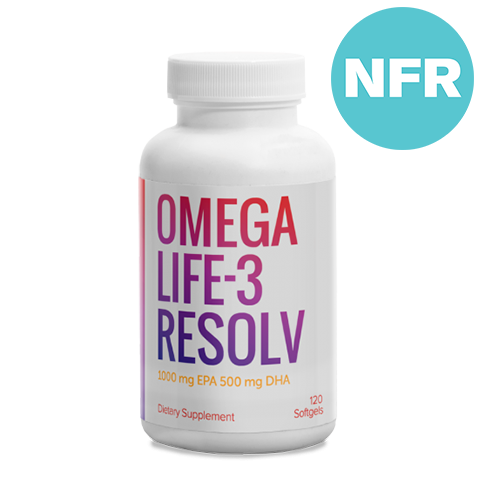 NFR
OMEGA
LIFE-3
RESOLV
1000 mg EPA 500 mg DHA
Dietary Supplement
120
Softgels